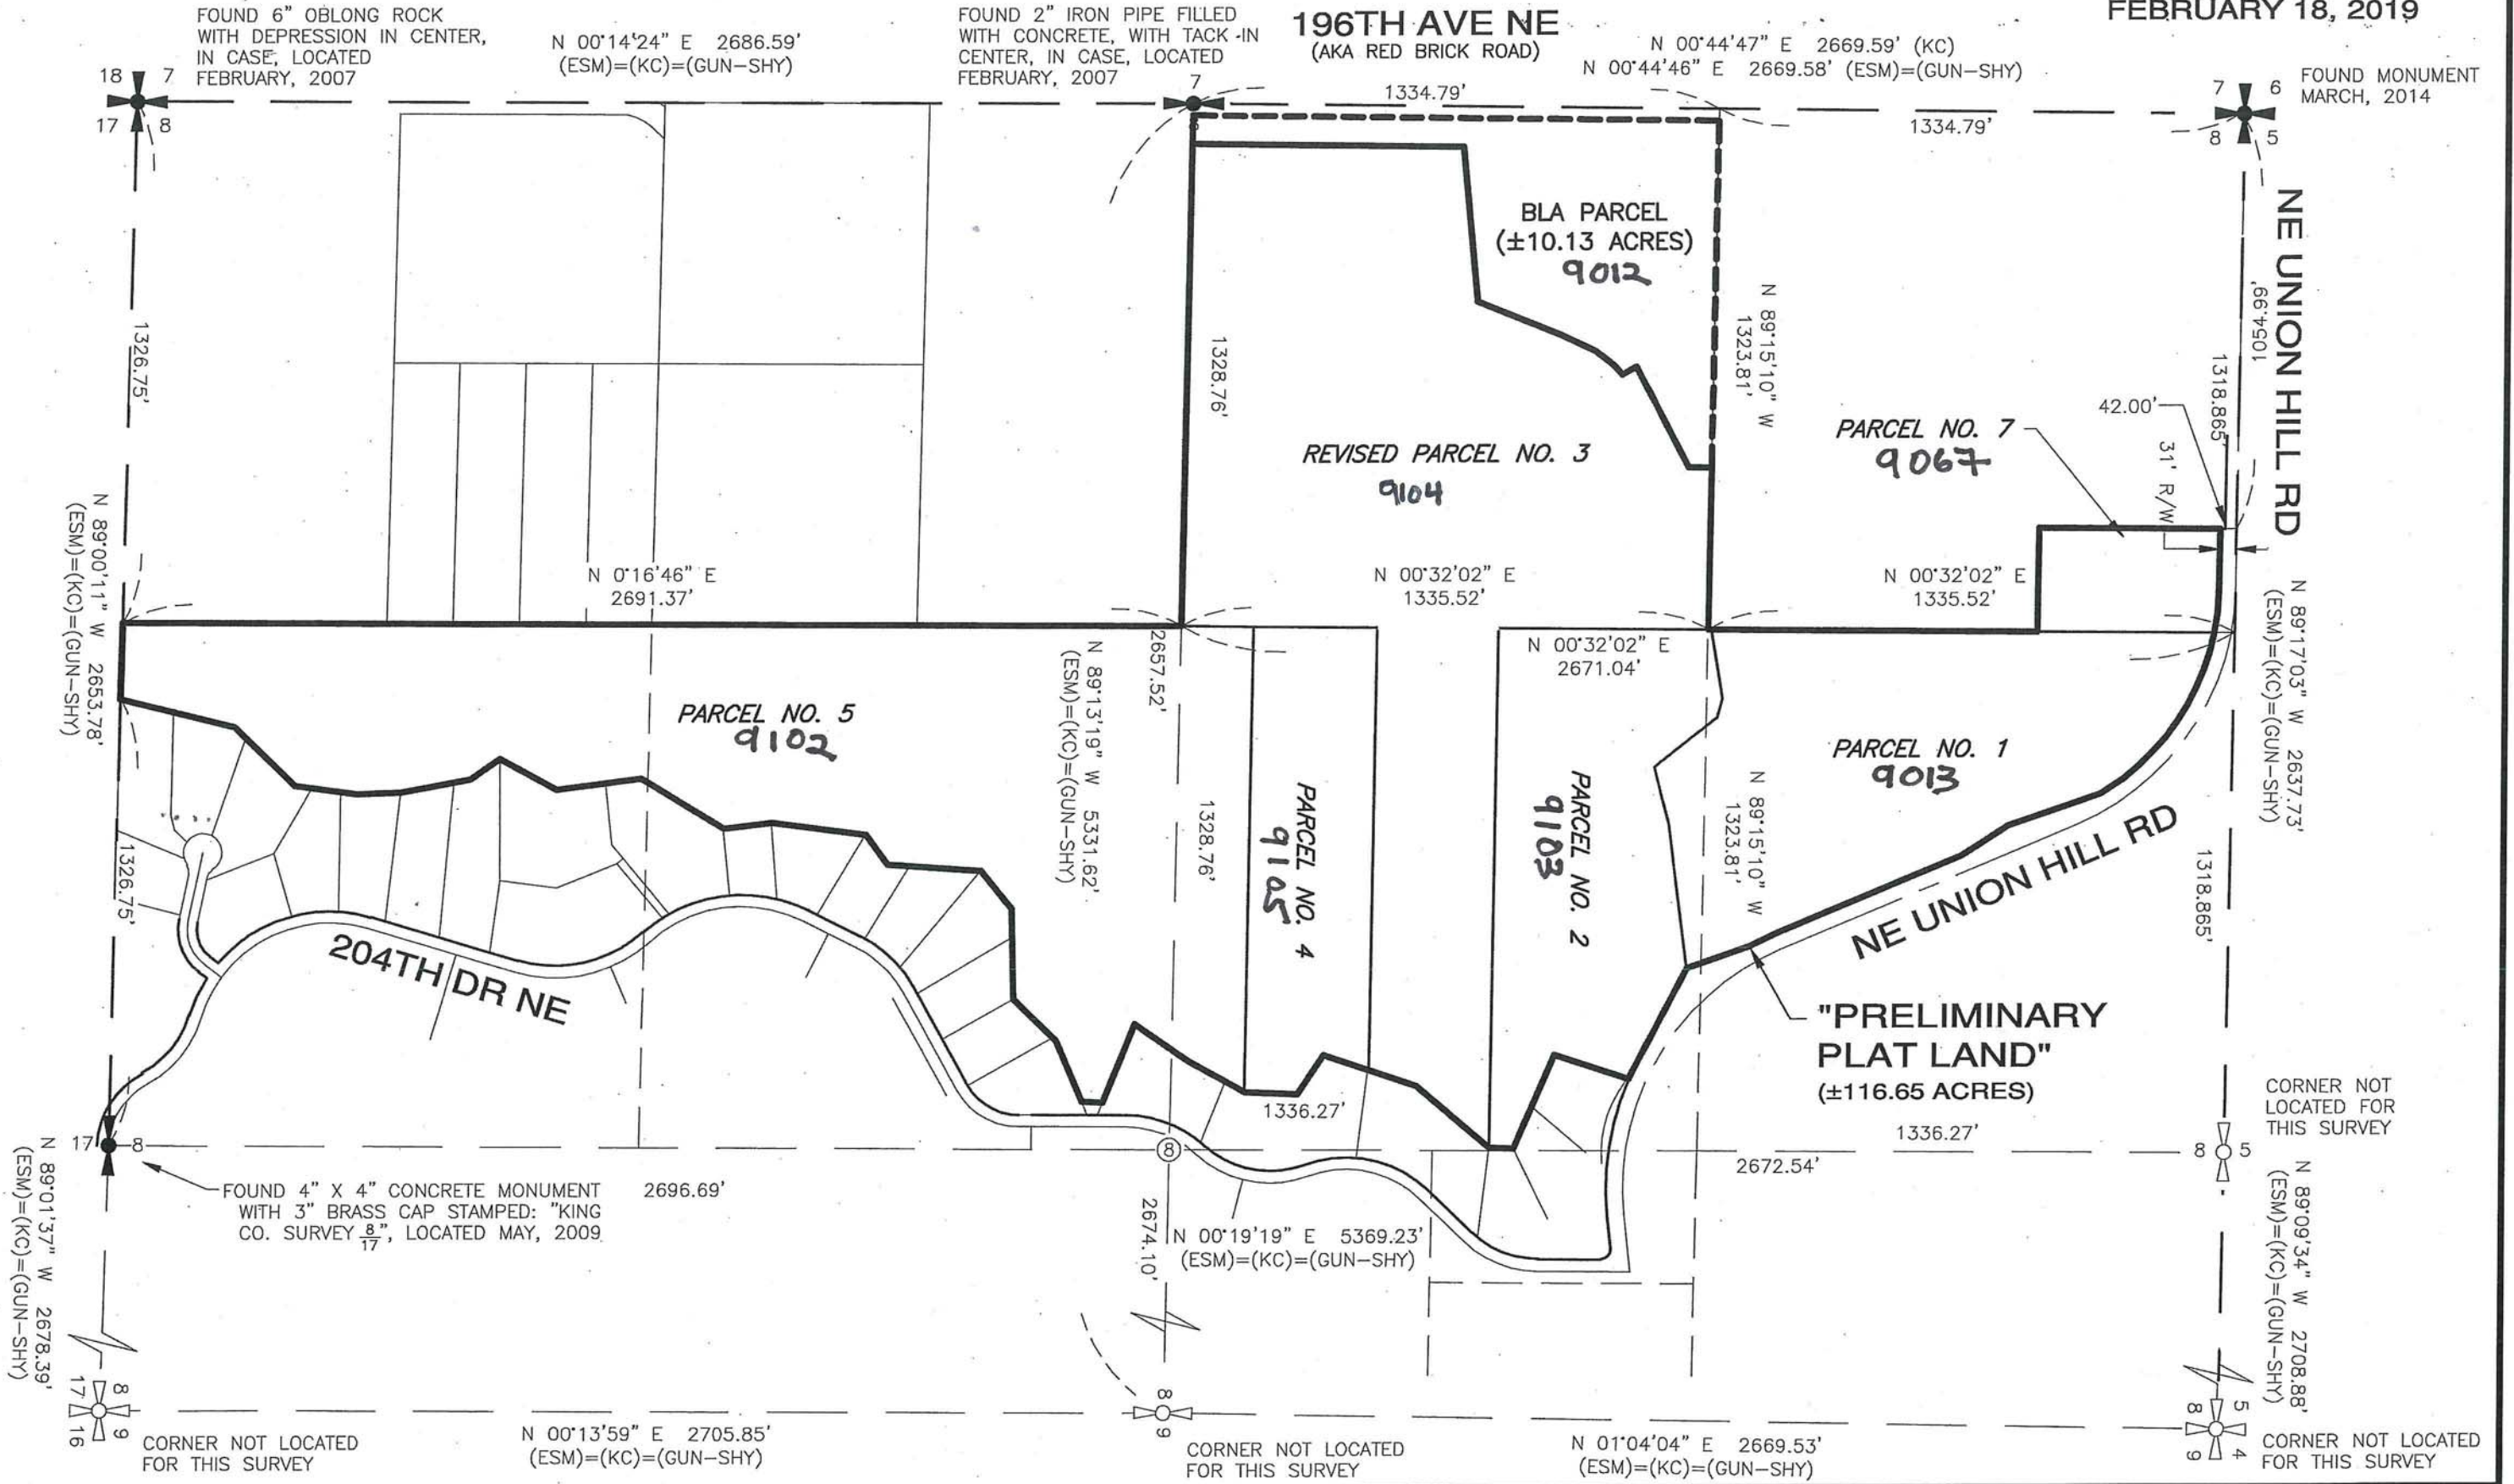 FEBRUARY 18, 2019
FOUND 6" OBLONG ROCK
WITH DEPRESSION IN CENTER,
IN CASE, LOCATED
FEBRUARY, 2007
N 00°14'24" E 2686.59'
(ESM)=(KC)=(GUN-SHY)
FOUND 2" IRON PIPE FILLED
WITH CONCRETE, WITH TACK-IN
CENTER, IN CASE, LOCATED
FEBRUARY, 2007
196TH AVE NE
(AKA RED BRICK ROAD)
N 00°44'47" E 2669.59' (KC)
N 00°44'46" E 2669.58' (ESM)=(GUN-SHY)
FOUND MONUMENT
MARCH, 2014
18 7
17 8
7
1334.79'
1334.79'
7 6
8 5
NE UNION HILL RD
1054.99'
1318.865'
42.00'
31' R/W
BLA PARCEL
(±10.13 ACRES)
9012
N 89°15'10" W
1323.81'
1326.75'
1328.76'
REVISED PARCEL NO. 3
9104
PARCEL NO. 7
9067
N 89°00'11" W 2653.78'
(ESM)=(KC)=(GUN-SHY)
N 0°16'46" E
2691.37'
N 00°32'02" E
1335.52'
N 00°32'02" E
1335.52'
N 89°17'03" W 2637.73'
(ESM)=(KC)=(GUN-SHY)
2657.52'
N 89°13'19" W 5331.62'
(ESM)=(KC)=(GUN-SHY)
N 00°32'02" E
2671.04'
PARCEL NO. 5
9102
PARCEL NO. 4
9105
PARCEL NO. 2
9103
PARCEL NO. 1
9013
N 89°15'10" W
1323.81'
1328.76'
1326.75'
1318.865'
NE UNION HILL RD
204TH DR NE
"PRELIMINARY
PLAT LAND"
(±116.65 ACRES)
1336.27'
1336.27'
CORNER NOT
LOCATED FOR
THIS SURVEY
17 8
8
8 5
2672.54'
FOUND 4" X 4" CONCRETE MONUMENT
WITH 3" BRASS CAP STAMPED: "KING
CO. SURVEY 8/17", LOCATED MAY, 2009
2696.69'
N 89°01'37" W 2678.39'
(ESM)=(KC)=(GUN-SHY)
2674.10'
N 00°19'19" E 5369.23'
(ESM)=(KC)=(GUN-SHY)
N 89°09'34" W 2708.88'
(ESM)=(KC)=(GUN-SHY)
17 8
16 9
CORNER NOT LOCATED
FOR THIS SURVEY
N 00°13'59" E 2705.85'
(ESM)=(KC)=(GUN-SHY)
8
9
CORNER NOT LOCATED
FOR THIS SURVEY
N 01°04'04" E 2669.53'
(ESM)=(KC)=(GUN-SHY)
8 5
9 4
CORNER NOT LOCATED
FOR THIS SURVEY